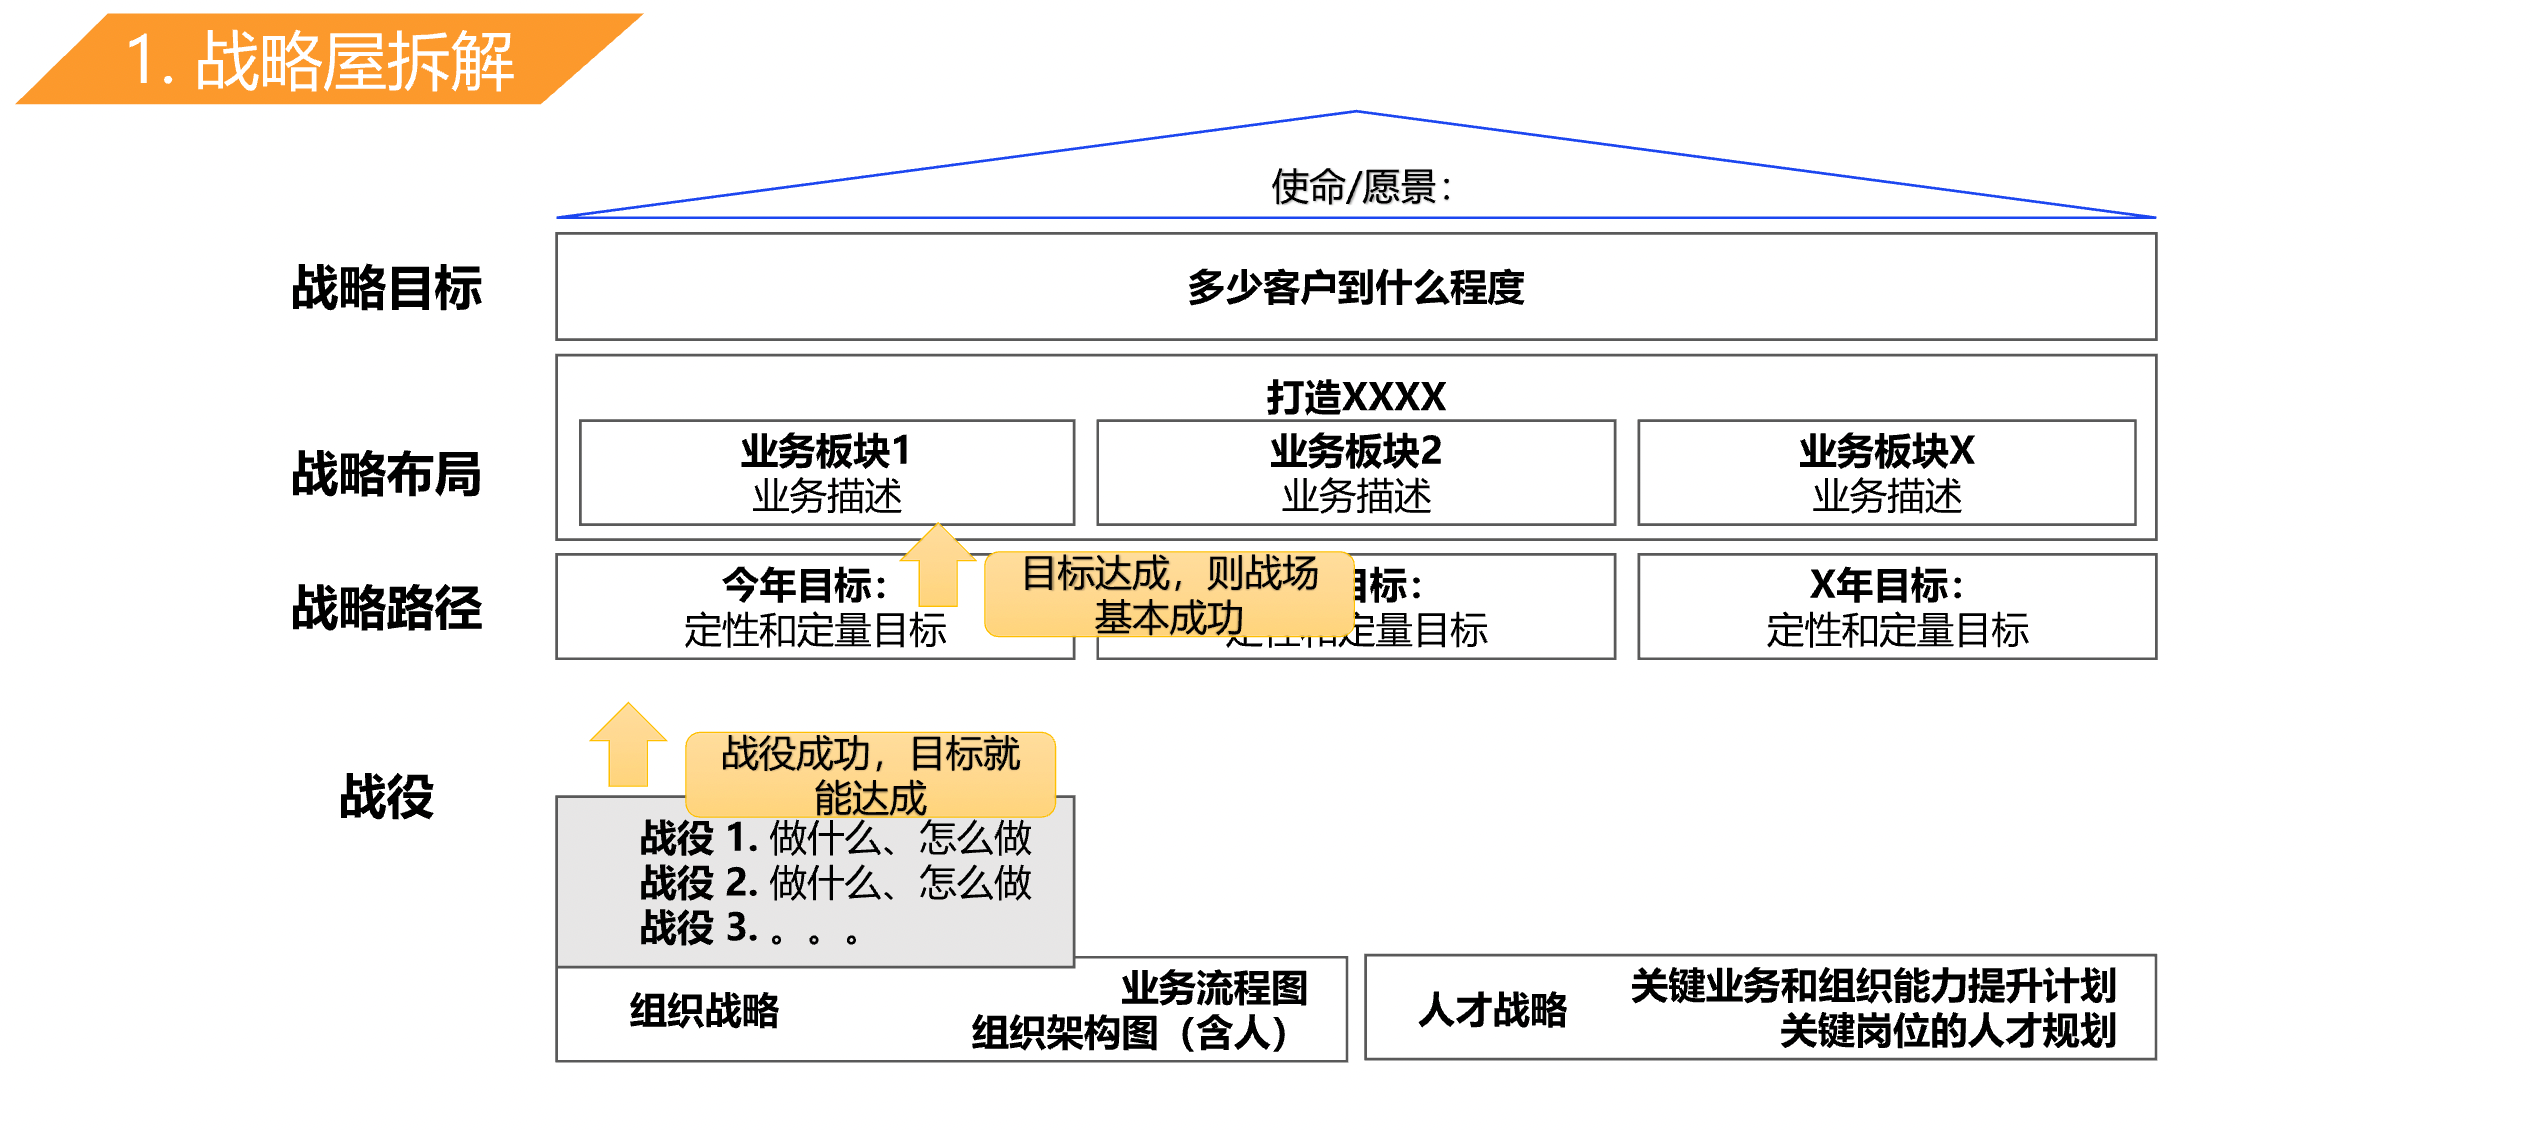 1. 战略屋拆解
使命/愿景：
战略目标
多少客户到什么程度
战略布局
打造XXXX
业务板块1
业务描述
业务板块2
业务描述
业务板块X
业务描述
战略路径
今年目标：
定性和定量目标
目标达成，则战场
基本成功
目标：
定量目标
X年目标：
定性和定量目标
战役
战役成功，目标就
能达成
战役 1. 做什么、怎么做
战役 2. 做什么、怎么做
战役 3. 。。。
组织战略
业务流程图
组织架构图（含人）
人才战略
关键业务和组织能力提升计划
关键岗位的人才规划